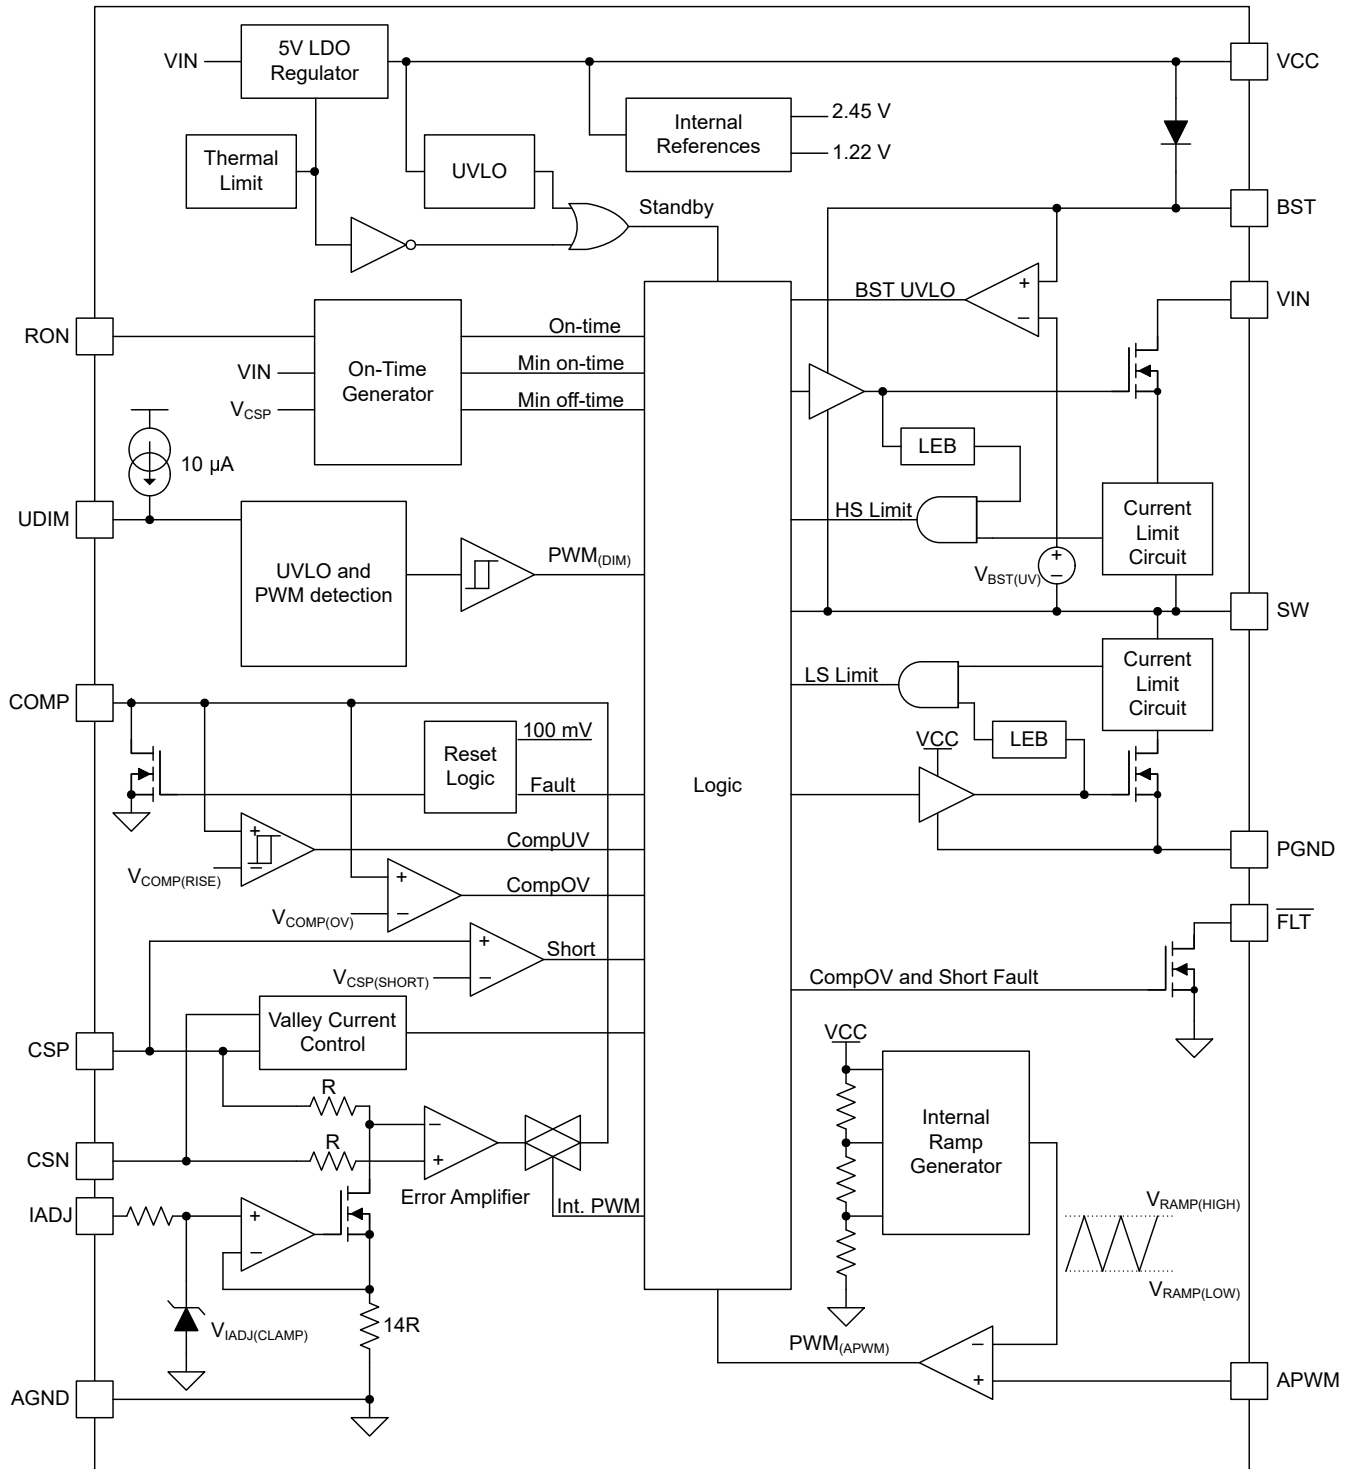 5V LDO
Regulator
VIN
VCC
Internal
References
2.45 V
1.22 V
Thermal
Limit
UVLO
Standby
BST
BST UVLO
+
−
VIN
RON
On-Time
Generator
VIN
VCSP
On-time
Min on-time
Min off-time
10 µA
LEB
UDIM
UVLO and
PWM detection
PWM(DIM)
HS Limit
Current
Limit
Circuit
VBST(UV)
+
−
SW
COMP
LS Limit
Current
Limit
Circuit
LEB
VCC
Reset
Logic
100 mV
Fault
Logic
+
−
CompUV
VCOMP(RISE)
PGND
+
−
CompOV
VCOMP(OV)
FLT
+
−
Short
VCSP(SHORT)
CompOV and Short Fault
Valley Current
Control
CSP
VCC
R
Internal
Ramp
Generator
−
+
CSN
R
Error Amplifier
IADJ
Int. PWM
+
−
VRAMP(HIGH)
VRAMP(LOW)
VIADJ(CLAMP)
14R
PWM(APWM)
−
+
AGND
APWM